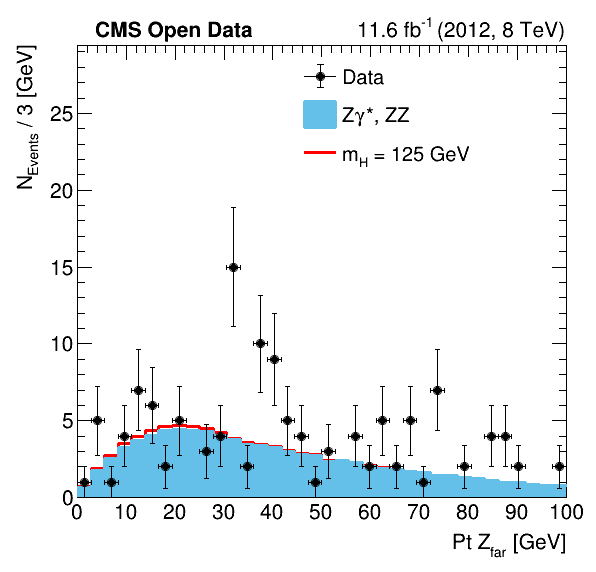 CMS Open Data 11.6 fb⁻¹ (2012, 8 TeV)
N_Events / 3 [GeV]
Data
Zγ*, ZZ
m_H = 125 GeV
25
20
15
10
5
0
0 10 20 30 40 50 60 70 80 90 100
Pt Z_far [GeV]